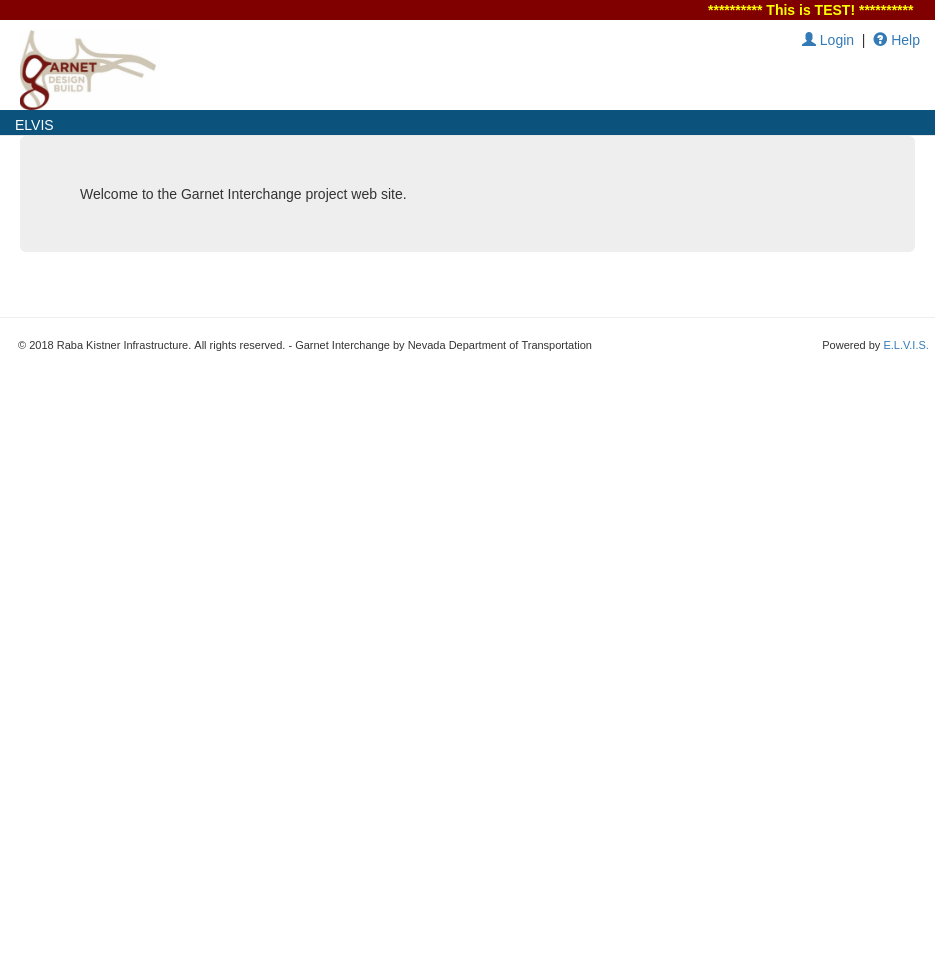 ********** This is TEST! **********
Login | Help
gARNET
DESIGN
BUILD
ELVIS
Welcome to the Garnet Interchange project web site.
© 2018 Raba Kistner Infrastructure. All rights reserved. - Garnet Interchange by Nevada Department of Transportation
Powered by E.L.V.I.S.